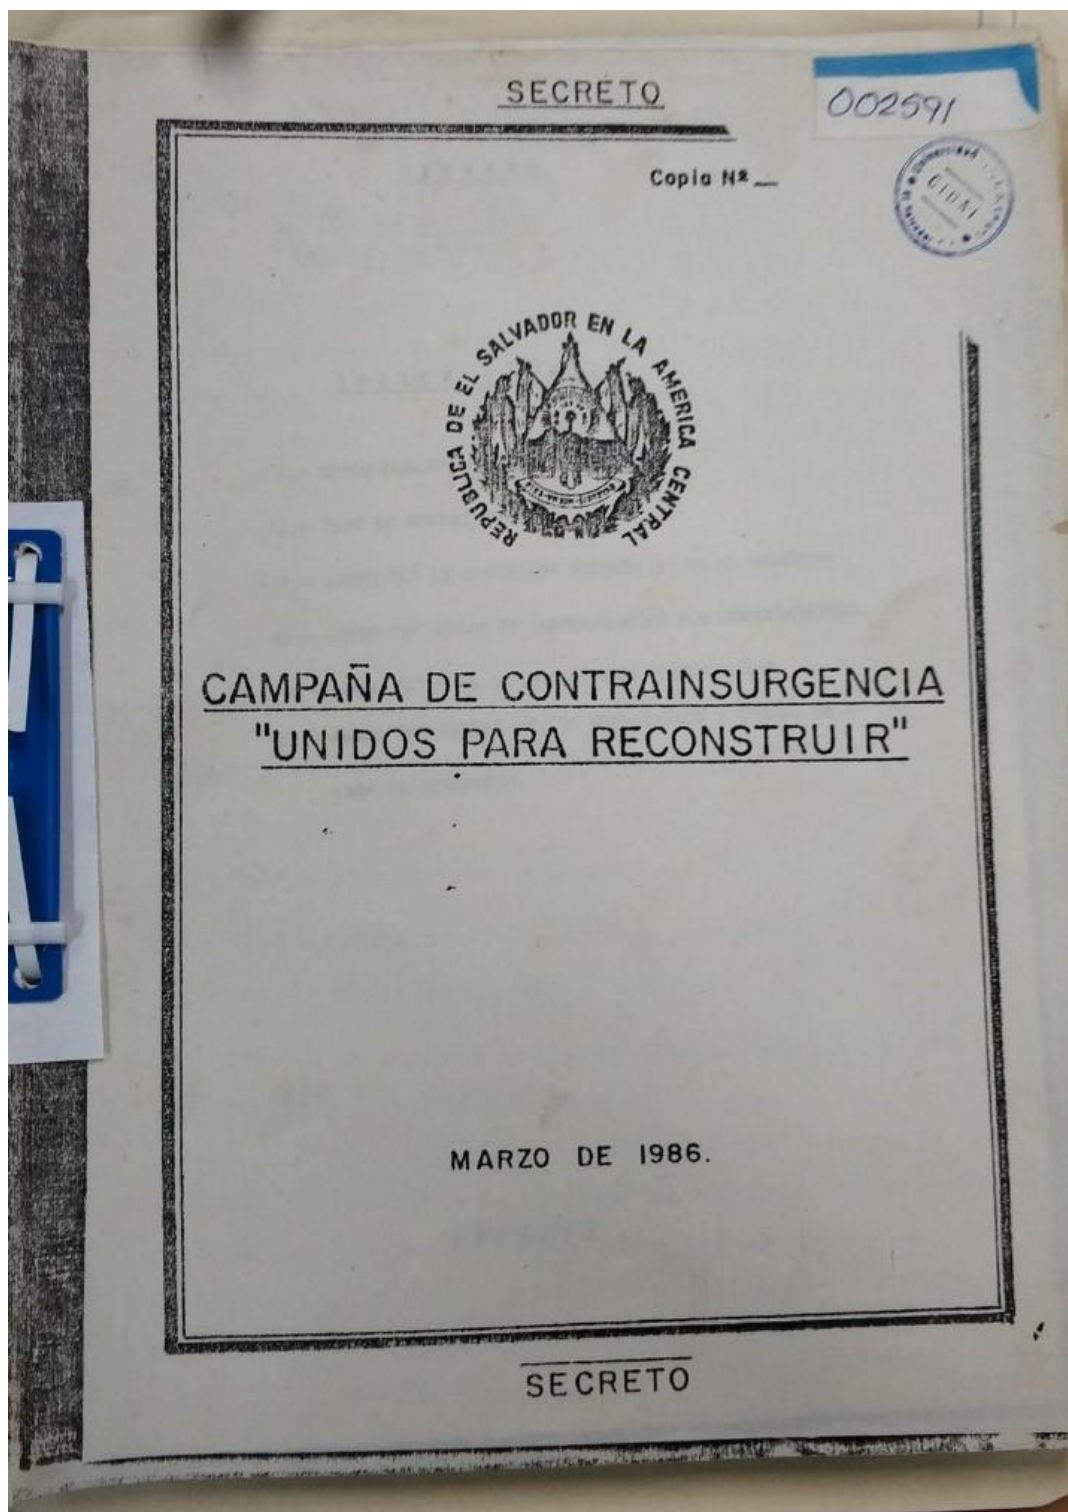 SECRETO
002591
Copia Nº
REPUBLICA DE EL SALVADOR EN LA AMERICA CENTRAL
CAMPAÑA DE CONTRAINSURGENCIA
"UNIDOS PARA RECONSTRUIR"
MARZO DE 1986.
SECRETO